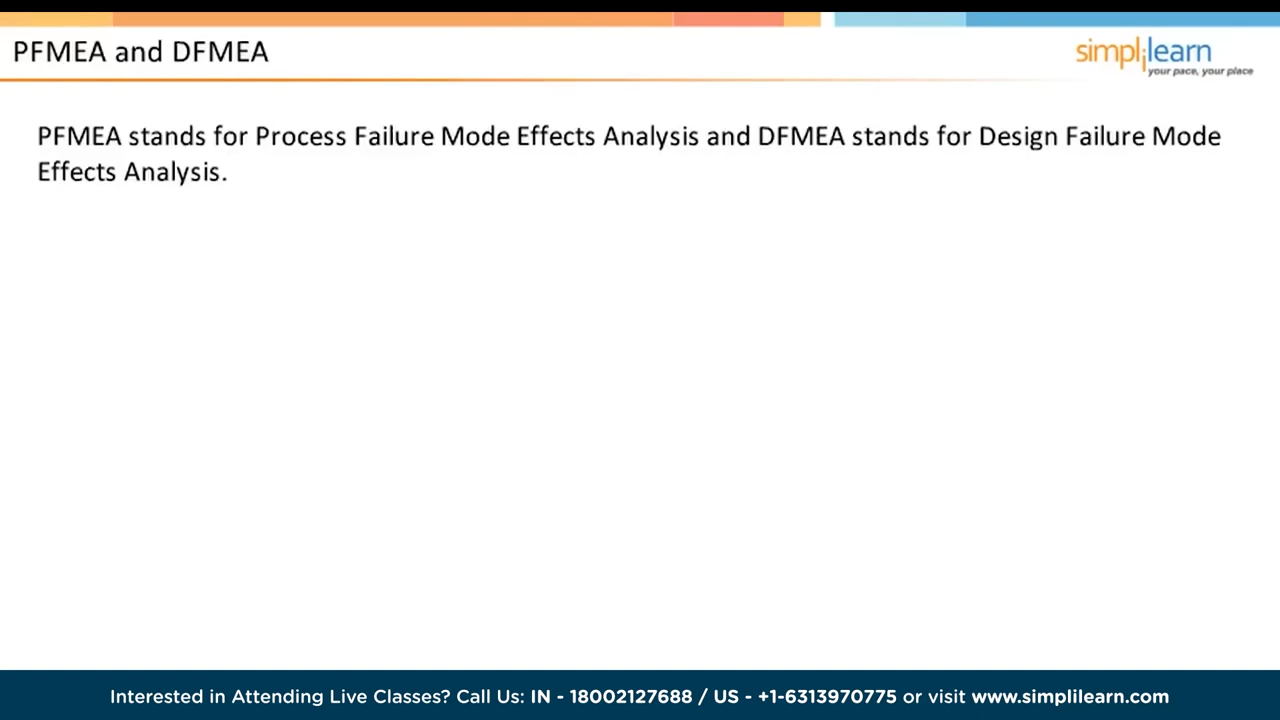 PFMEA and DFMEA
simplilearn
your pace, your place
PFMEA stands for Process Failure Mode Effects Analysis and DFMEA stands for Design Failure Mode
Effects Analysis.
Interested in Attending Live Classes? Call Us: IN - 18002127688 / US - +1-6313970775 or visit www.simplilearn.com